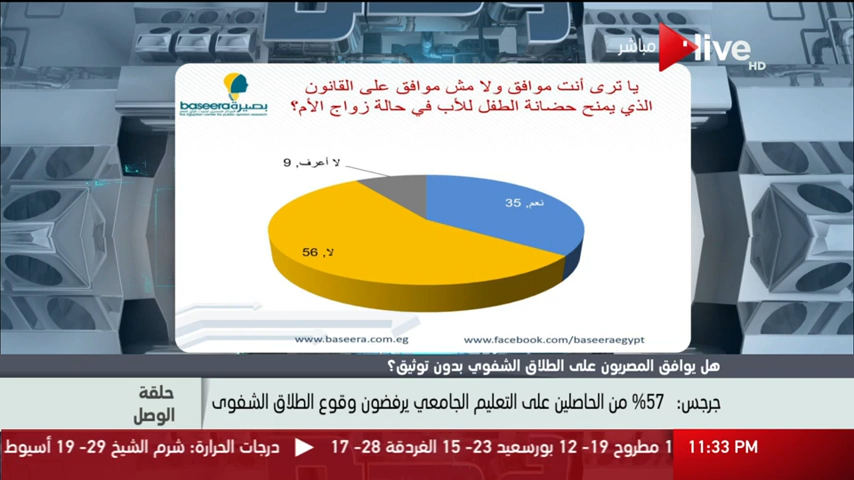 مباشر live HD
بصيرة baseera
يا ترى أنت موافق ولا مش موافق على القانون
الذي يمنح حضانة الطفل للأب في حالة زواج الأم؟
لا أعرف, 9
نعم, 35
لا, 56
www.baseera.com.eg
www.facebook.com/baseeraegypt
هل يوافق المصريون على الطلاق الشفوي بدون توثيق؟
حلقة
الوصل
جرجس: 57% من الحاصلين على التعليم الجامعي يرفضون وقوع الطلاق الشفوى
11:33 PM
1 مطروح 19- 12 بورسعيد 23- 15 الغردقة 28- 17 درجات الحرارة: شرم الشيخ 29- 19 أسيوط